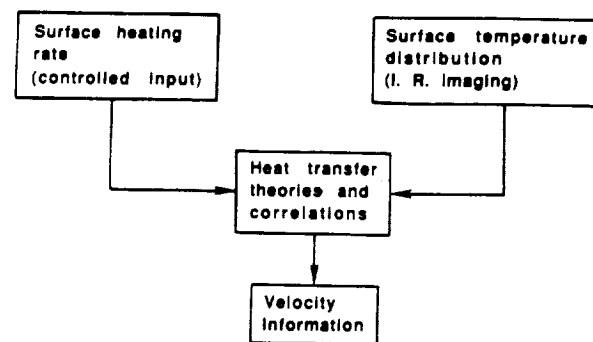 Surface heating
rate
(controlled input)
Surface temperature
distribution
(I. R. imaging)
Heat transfer
theories and
correlations
Velocity
Information